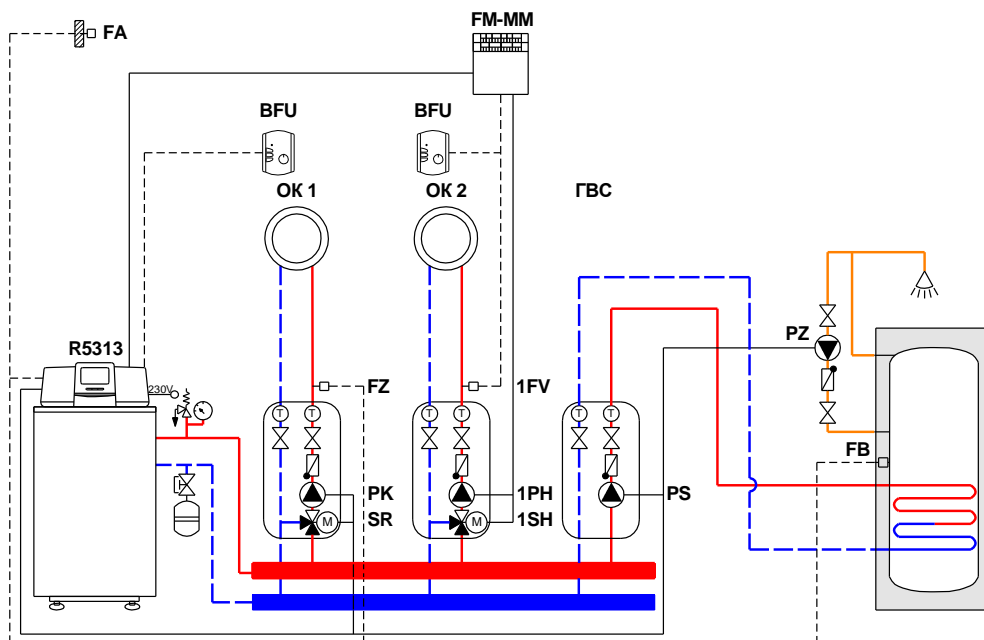 FM-MM
FA
BFU
BFU
ОК 1
ОК 2
ГВС
R5313
230V
PZ
FZ
1FV
T
T
T
T
T
T
FB
PK
1PH
PS
SR
1SH
M
M